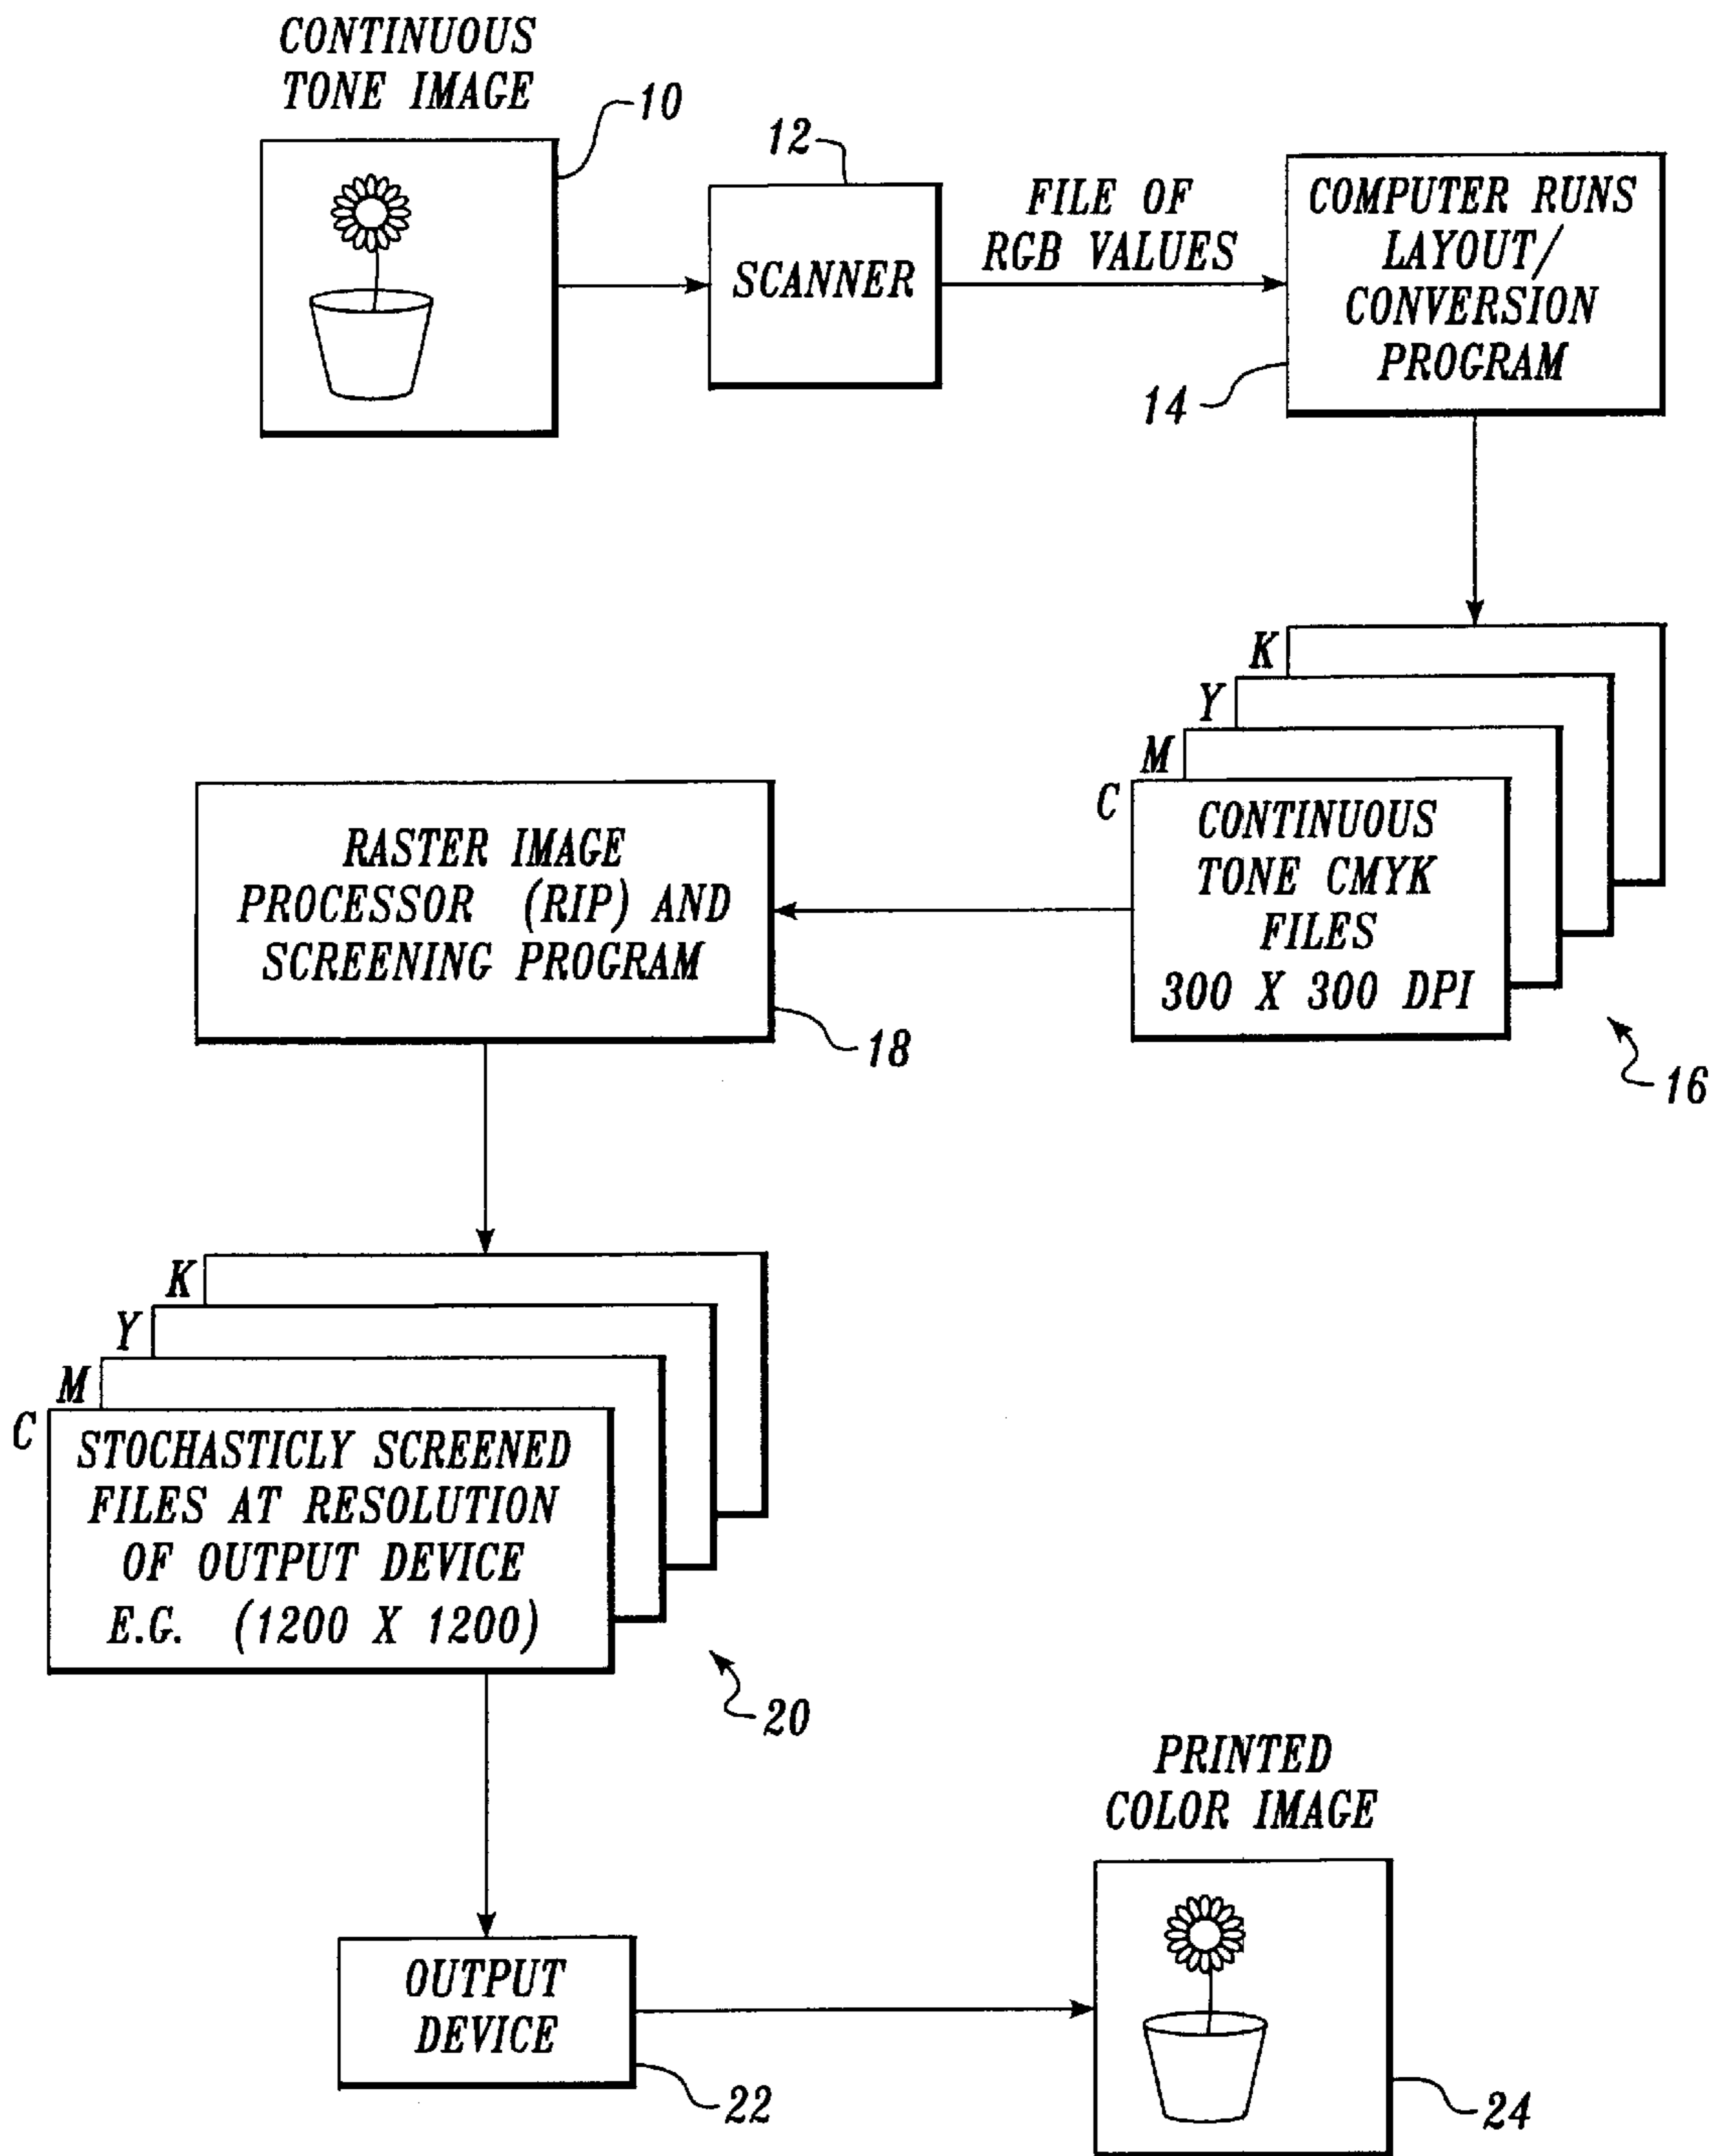 CONTINUOUS
TONE IMAGE
10
12
SCANNER
FILE OF
RGB VALUES
COMPUTER RUNS
LAYOUT/
CONVERSION
PROGRAM
14
K
Y
M
C
CONTINUOUS
TONE CMYK
FILES
300 X 300 DPI
16
RASTER IMAGE
PROCESSOR (RIP) AND
SCREENING PROGRAM
18
K
Y
M
C
STOCHASTICLY SCREENED
FILES AT RESOLUTION
OF OUTPUT DEVICE
E.G. (1200 X 1200)
20
OUTPUT
DEVICE
22
PRINTED
COLOR IMAGE
24